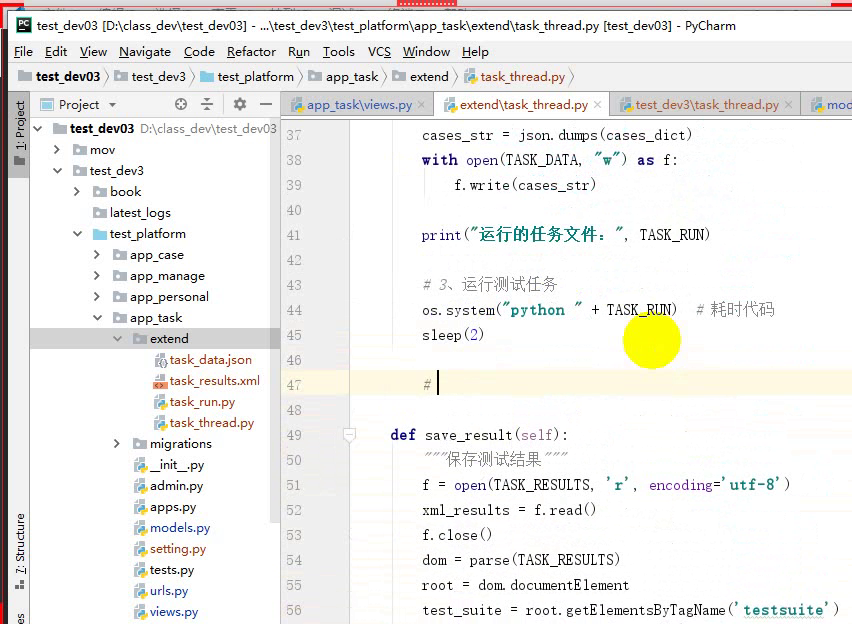 test_dev03 [D:\class_dev\test_dev03] - ...\test_dev3\test_platform\app_task\extend\task_thread.py [test_dev03] - PyCharm
File Edit View Navigate Code Refactor Run Tools VCS Window Help
test_dev03 test_dev3 test_platform app_task extend task_thread.py
1: Project
7: Structure
Project
app_task\views.py extend\task_thread.py test_dev3\task_thread.py mod
test_dev03 D:\class_dev\test_dev03
mov
test_dev3
book
latest_logs
test_platform
app_case
app_manage
app_personal
app_task
extend
task_data.json
task_results.xml
task_run.py
task_thread.py
migrations
__init__.py
admin.py
apps.py
models.py
setting.py
tests.py
urls.py
views.py
37 cases_str = json.dumps(cases_dict)
38 with open(TASK_DATA, "w") as f:
39 f.write(cases_str)
40
41 print("运行的任务文件：", TASK_RUN)
42
43 # 3、运行测试任务
44 os.system("python " + TASK_RUN) # 耗时代码
45 sleep(2)
46
47 #
48
49 def save_result(self):
50 """保存测试结果"""
51 f = open(TASK_RESULTS, 'r', encoding='utf-8')
52 xml_results = f.read()
53 f.close()
54 dom = parse(TASK_RESULTS)
55 root = dom.documentElement
56 test_suite = root.getElementsByTagName('testsuite')